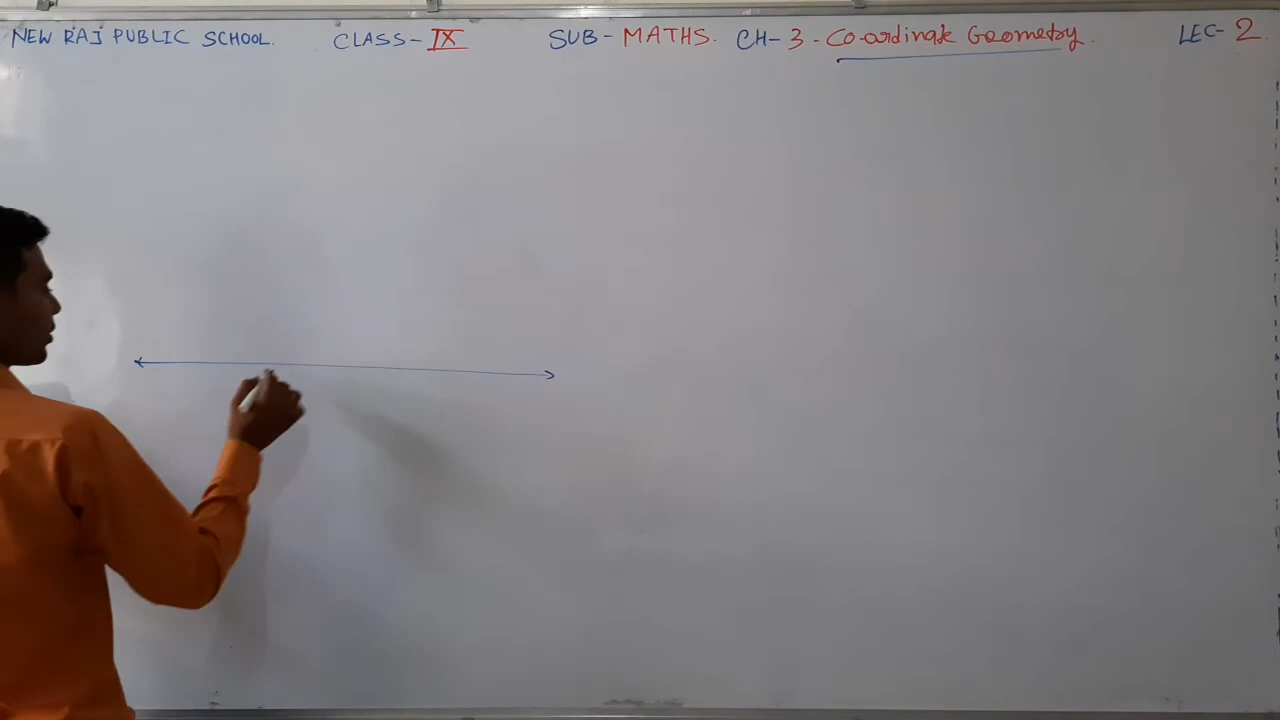 NEW RAJ PUBLIC SCHOOL. CLASS - IX SUB - MATHS. CH - 3 - Co-ordinate Geometry. LEC - 2.